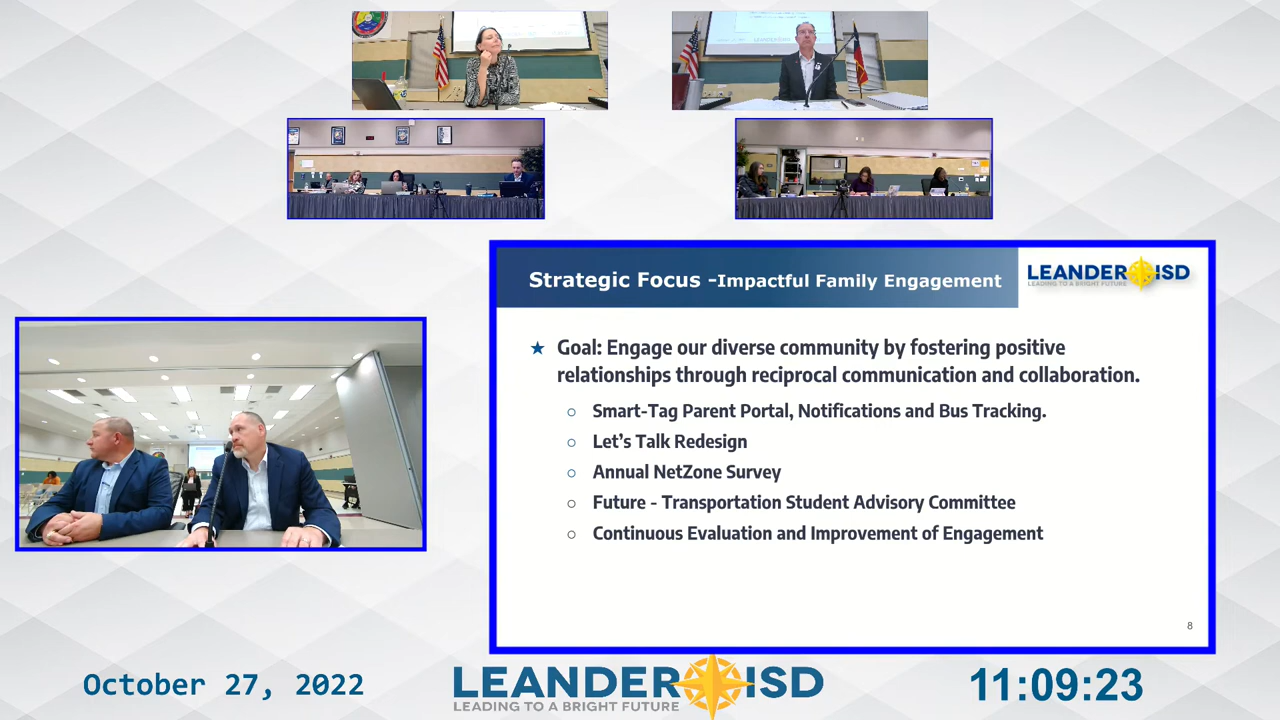 Strategic Focus -Impactful Family Engagement
LEANDER ISD
LEADING TO A BRIGHT FUTURE
★ Goal: Engage our diverse community by fostering positive
relationships through reciprocal communication and collaboration.
○ Smart-Tag Parent Portal, Notifications and Bus Tracking.
○ Let's Talk Redesign
○ Annual NetZone Survey
○ Future - Transportation Student Advisory Committee
○ Continuous Evaluation and Improvement of Engagement
8
October 27, 2022
LEANDER ISD
LEADING TO A BRIGHT FUTURE
11:09:23